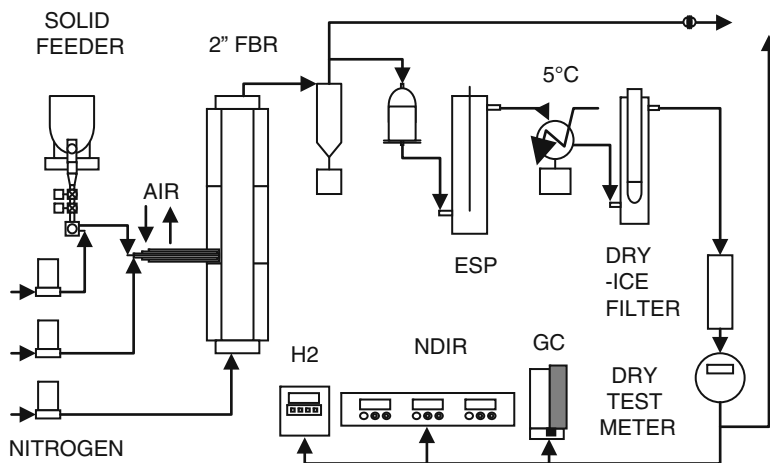 SOLID
FEEDER
2” FBR
5°C
AIR
ESP
DRY
-ICE
FILTER
H2
NDIR
GC
DRY
TEST
METER
NITROGEN